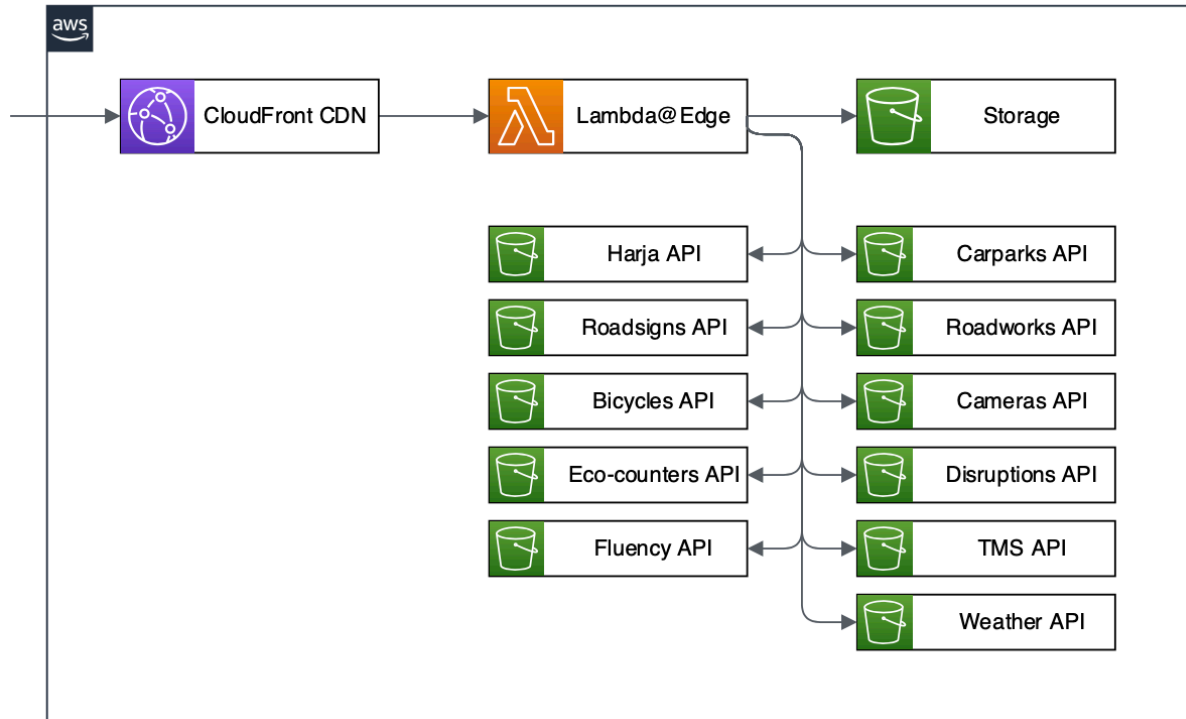 aws
CloudFront CDN
Lambda@Edge
Storage
Harja API
Carparks API
Roadsigns API
Roadworks API
Bicycles API
Cameras API
Eco-counters API
Disruptions API
Fluency API
TMS API
Weather API